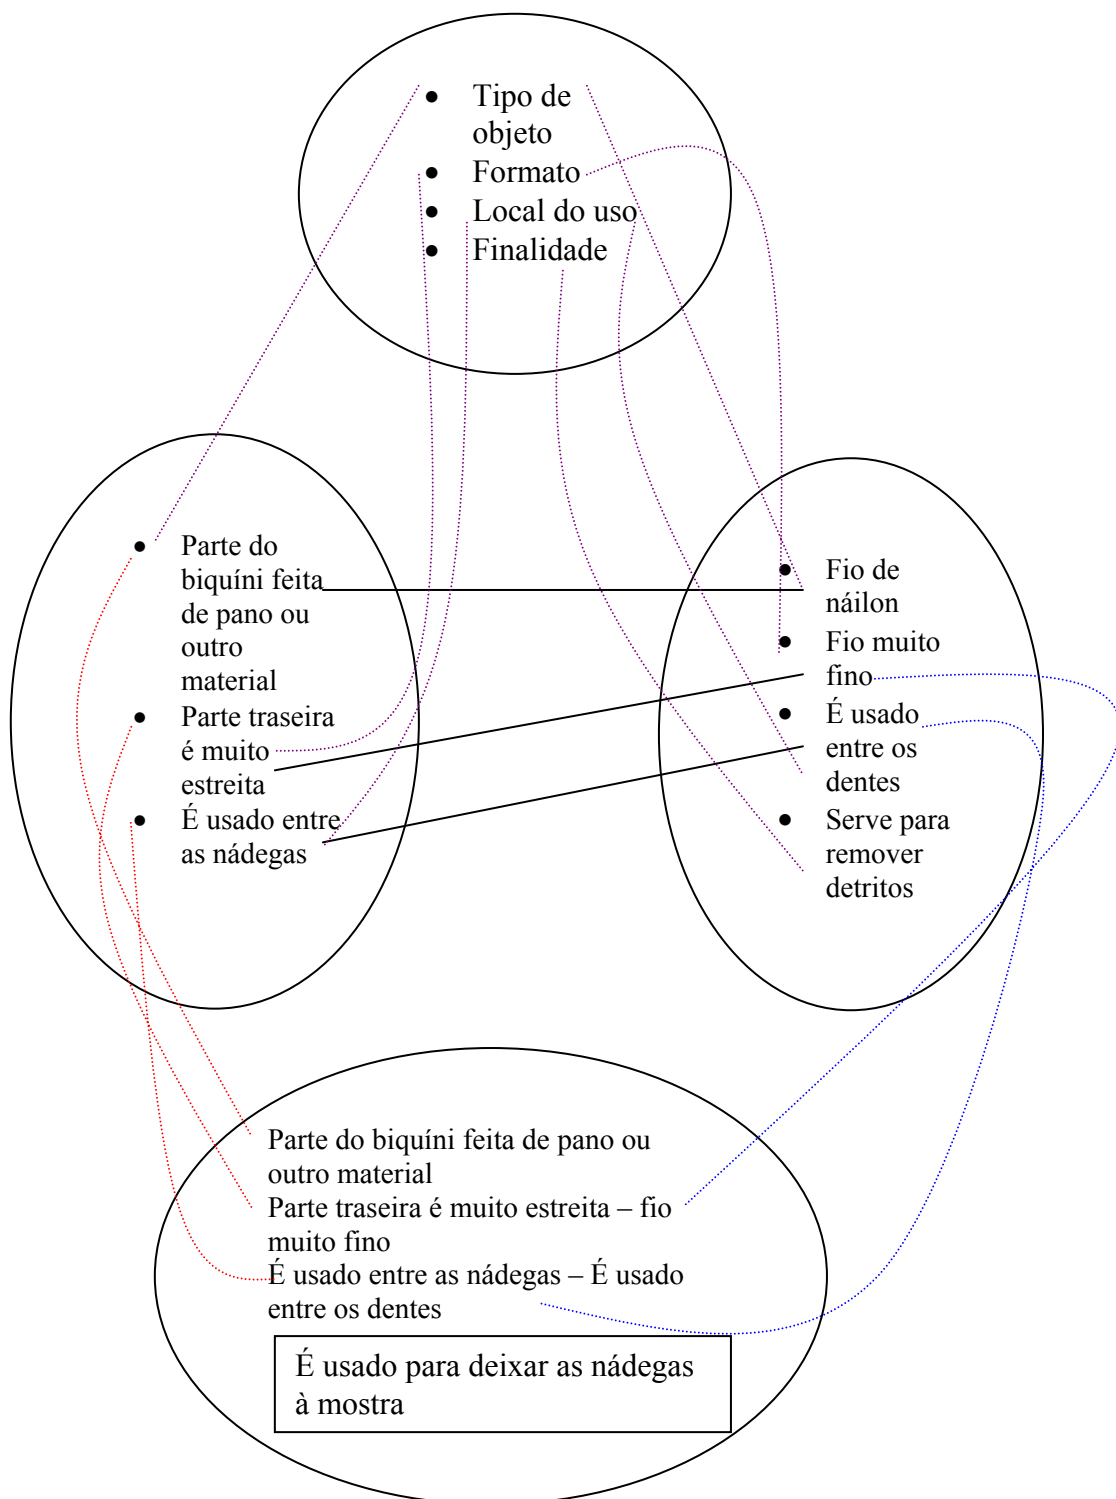 • Tipo de
objeto
• Formato
• Local do uso
• Finalidade
• Parte do
biquíni feita
de pano ou
outro
material
• Parte traseira
é muito
estreita
• É usado entre
as nádegas
• Fio de
náilon
• Fio muito
fino
• É usado
entre os
dentes
• Serve para
remover
detritos
Parte do biquíni feita de pano ou
outro material
Parte traseira é muito estreita – fio
muito fino
É usado entre as nádegas – É usado
entre os dentes
É usado para deixar as nádegas
à mostra